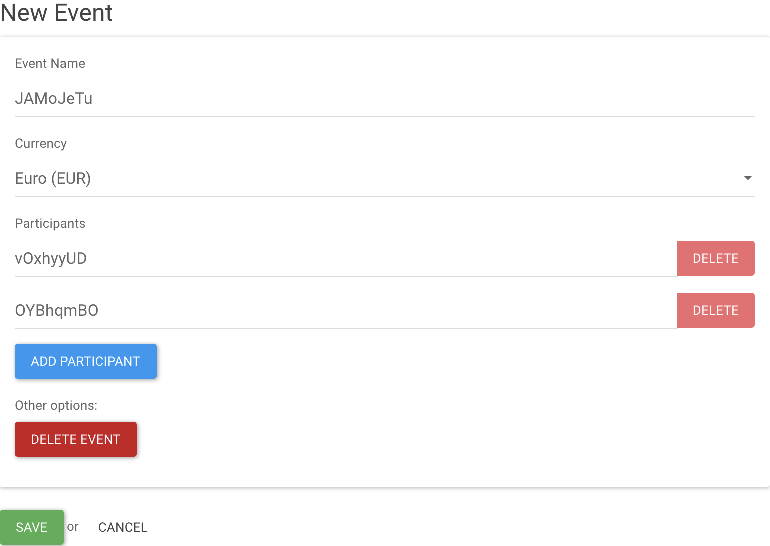 New Event
Event Name
JAMoJeTu
Currency
Euro (EUR)
Participants
vOxhyyUD
DELETE
OYBhqmBO
DELETE
ADD PARTICIPANT
Other options:
DELETE EVENT
SAVE or CANCEL